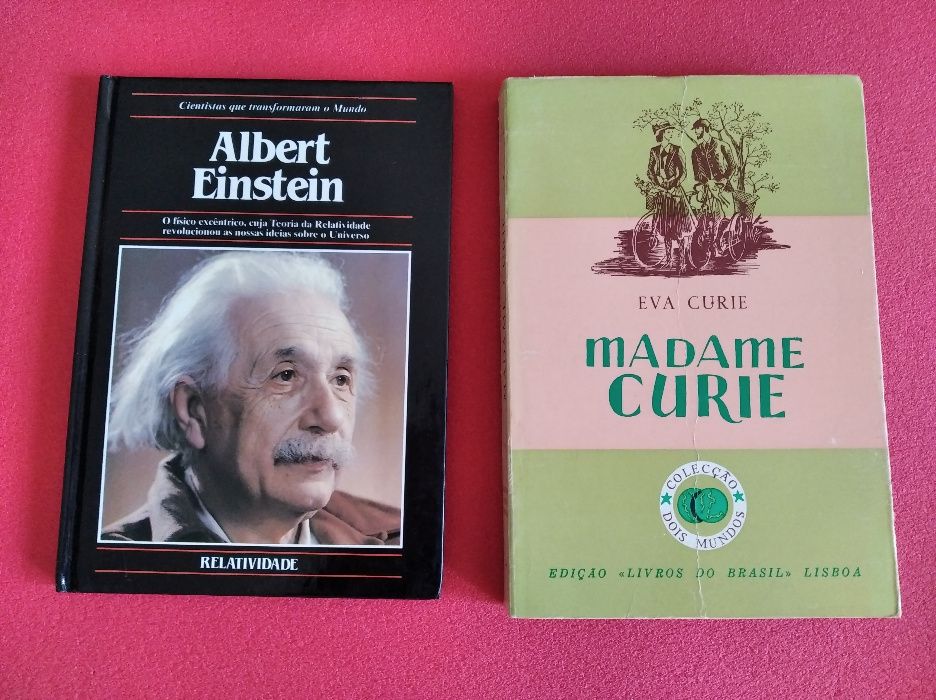 Cientistas que transformaram o Mundo
Albert
Einstein
O físico excêntrico, cuja Teoria da Relatividade
revolucionou as nossas ideias sobre o Universo
RELATIVIDADE
EVA CURIE
MADAME
CURIE
COLECÇÃO
DOIS MUNDOS
EDIÇÃO «LIVROS DO BRASIL» LISBOA